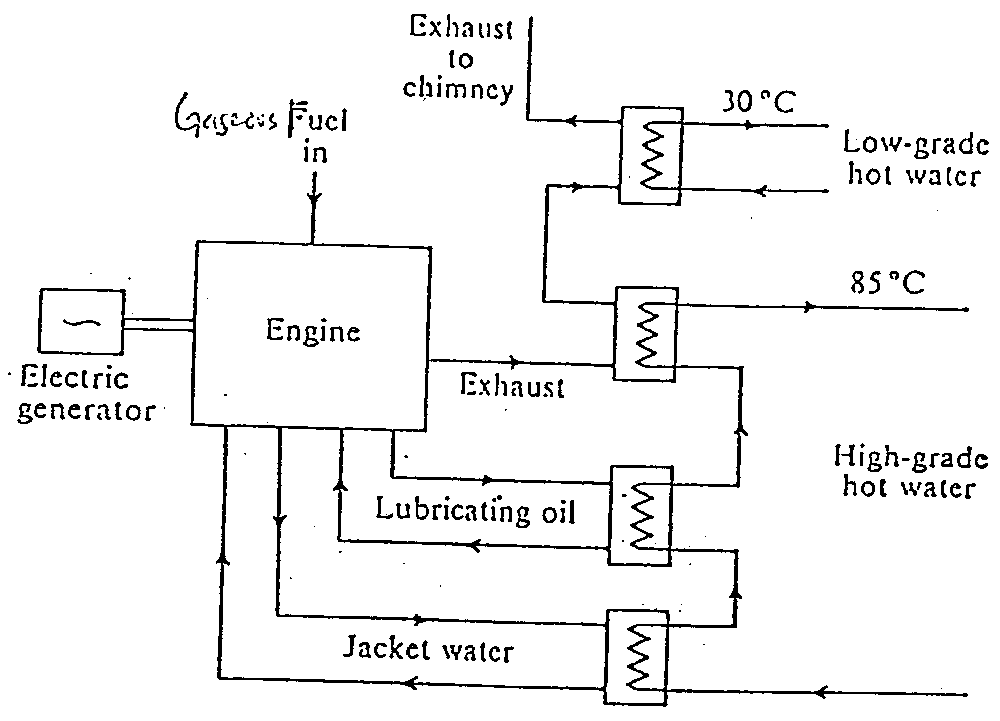 Exhaust
to
chimney
Gaseous Fuel
in
30 °C
Low-grade
hot water
85 °C
Engine
Electric
generator
Exhaust
High-grade
hot water
Lubricating oil
Jacket water